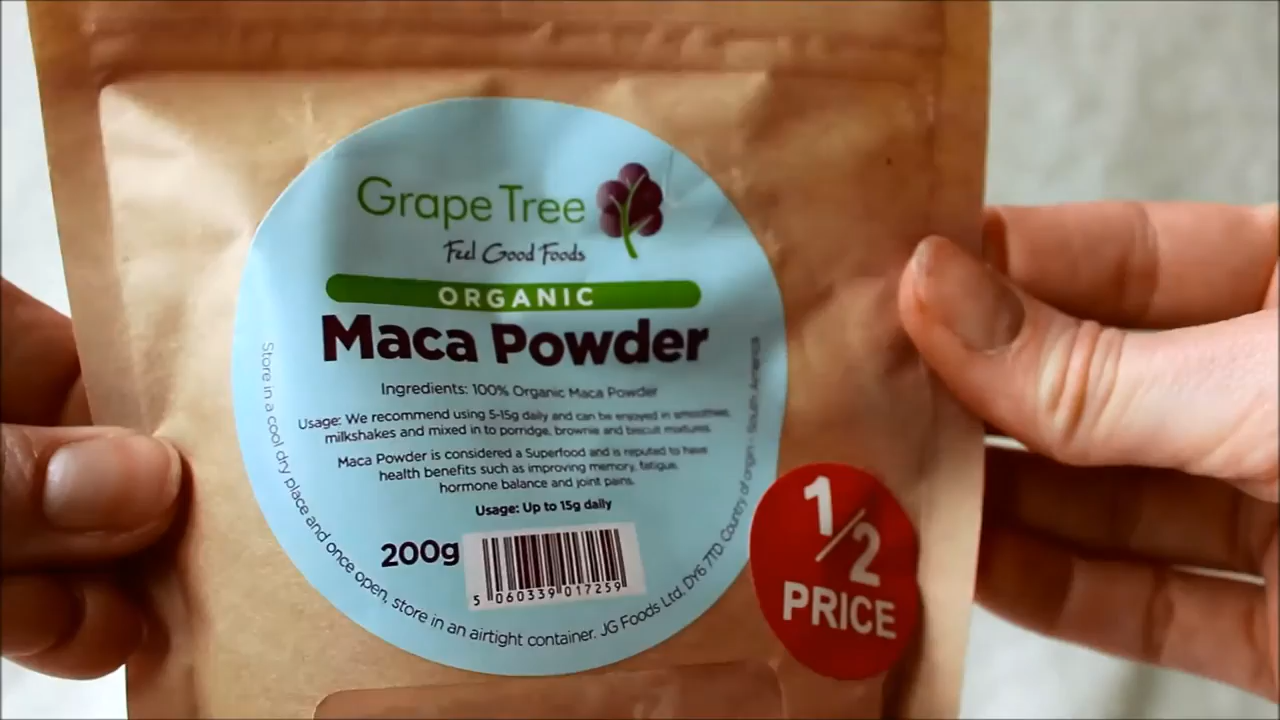 Grape Tree
Feel Good Foods
ORGANIC
Maca Powder
Ingredients: 100% Organic Maca Powder
Usage: We recommend using 5-15g daily and can be enjoyed in smoothies,
milkshakes and mixed in to porridge, brownie and biscuit mixtures.
Maca Powder is considered a Superfood and is reputed to have
health benefits such as improving memory, fatigue,
hormone balance and joint pains.
Usage: Up to 15g daily
200g
5 060339 017259
Store in a cool dry place and once open, store in an airtight container. JG Foods Ltd. DY6 7TD. Country of origin - South America
1/2
PRICE